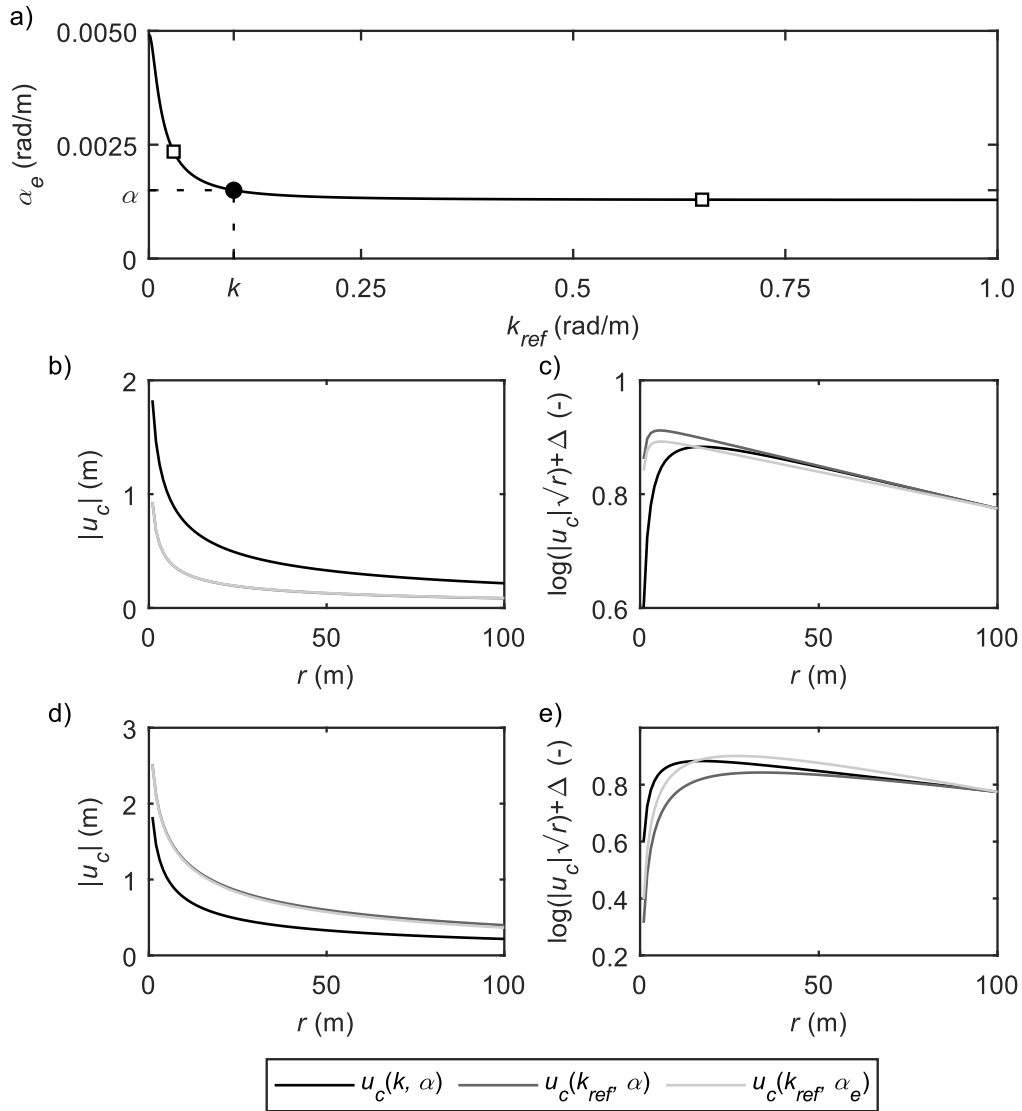 a)
0.0050
0.0025
α
0
α_e (rad/m)
0 k 0.25 0.5 0.75 1.0
k_ref (rad/m)
b)
2
1
0
|u_c| (m)
0 50 100
r (m)
c)
1
0.8
0.6
log(|u_c|√r)+Δ (-)
0 50 100
r (m)
d)
3
2
1
0
|u_c| (m)
0 50 100
r (m)
e)
0.8
0.6
0.4
0.2
log(|u_c|√r)+Δ (-)
0 50 100
r (m)
u_c(k, α) u_c(k_ref, α) u_c(k_ref, α_e)